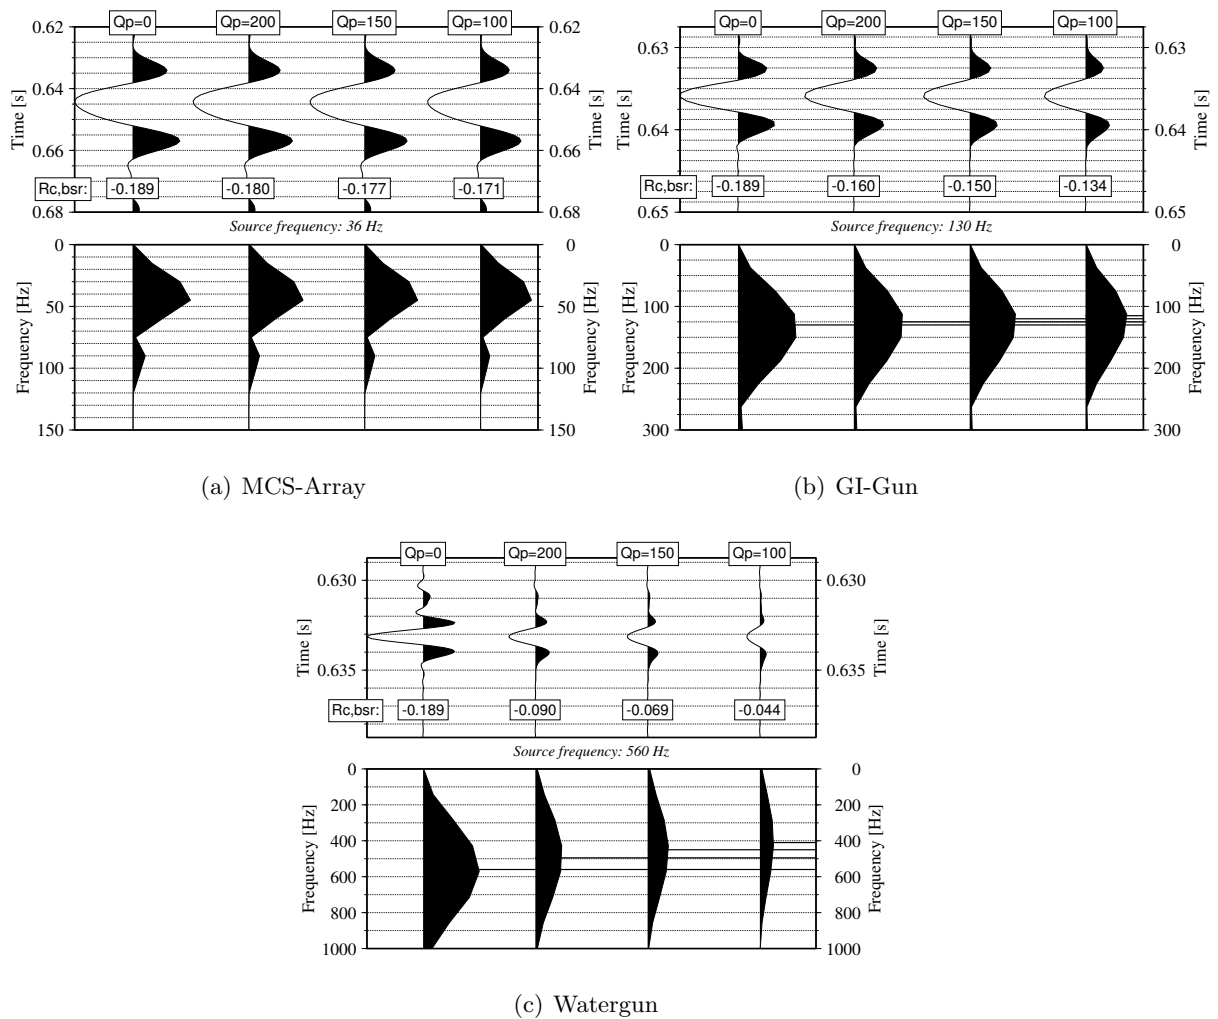 Qp=0 Qp=200 Qp=150 Qp=100
0.62 0.62
0.64 0.64
Time [s] Time [s]
0.66 0.66
Rc,bsr: -0.189 -0.180 -0.177 -0.171
0.68 0.68
Source frequency: 36 Hz
0 0
50 50
Frequency [Hz] Frequency [Hz]
100 100
150 150
(a) MCS-Array
Qp=0 Qp=200 Qp=150 Qp=100
0.63 0.63
Time [s] Time [s]
0.64 0.64
Rc,bsr: -0.189 -0.160 -0.150 -0.134
0.65 0.65
Source frequency: 130 Hz
0 0
100 100
Frequency [Hz] Frequency [Hz]
200 200
300 300
(b) GI-Gun
Qp=0 Qp=200 Qp=150 Qp=100
0.630 0.630
Time [s] Time [s]
0.635 0.635
Rc,bsr: -0.189 -0.090 -0.069 -0.044
Source frequency: 560 Hz
0 0
200 200
400 400
Frequency [Hz] Frequency [Hz]
600 600
800 800
1000 1000
(c) Watergun